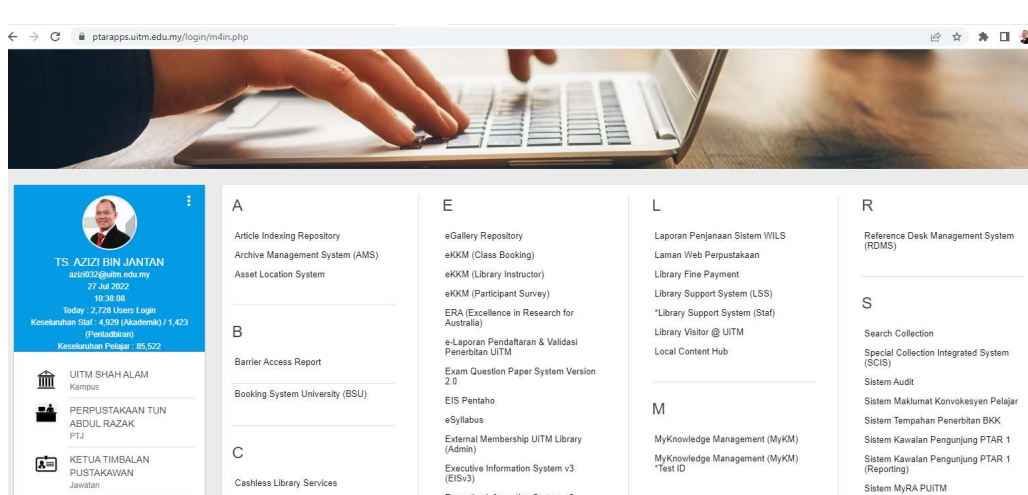 ptarapps.uitm.edu.my/login/m4in.php
TS. AZIZI BIN JANTAN
azizi032@uitm.edu.my
27 Jul 2022
10:38:08
Today : 2,728 Users Login
Keseluruhan Staf : 4,929 (Akademik) / 1,423
(Pentadbiran)
Keseluruhan Pelajar : 85,522
UITM SHAH ALAM
Kampus
PERPUSTAKAAN TUN
ABDUL RAZAK
PTJ
KETUA TIMBALAN
PUSTAKAWAN
Jawatan
A
Article Indexing Repository
Archive Management System (AMS)
Asset Location System
B
Barrier Access Report
Booking System University (BSU)
C
Cashless Library Services
E
eGallery Repository
eKKM (Class Booking)
eKKM (Library Instructor)
eKKM (Participant Survey)
ERA (Excellence in Research for
Australia)
e-Laporan Pendaftaran & Validasi
Penerbitan UiTM
Exam Question Paper System Version
2.0
EIS Pentaho
eSyllabus
External Membership UiTM Library
(Admin)
Executive Information System v3
(EISv3)
L
Laporan Penjanaan Sistem WILS
Laman Web Perpustakaan
Library Fine Payment
Library Support System (LSS)
*Library Support System (Staf)
Library Visitor @ UiTM
Local Content Hub
M
MyKnowledge Management (MyKM)
MyKnowledge Management (MyKM)
*Test ID
R
Reference Desk Management System
(RDMS)
S
Search Collection
Special Collection Integrated System
(SCIS)
Sistem Audit
Sistem Maklumat Konvokesyen Pelajar
Sistem Tempahan Penerbitan BKK
Sistem Kawalan Pengunjung PTAR 1
Sistem Kawalan Pengunjung PTAR 1
(Reporting)
Sistem MyRA PUiTM